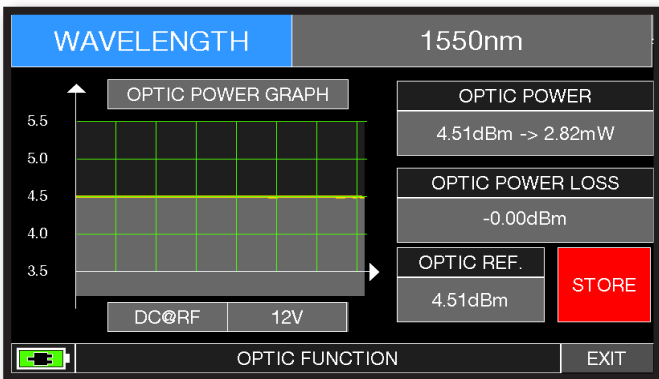 WAVELENGTH 1550nm
OPTIC POWER GRAPH
5.5
5.0
4.5
4.0
3.5
DC@RF 12V
OPTIC POWER
4.51dBm -> 2.82mW
OPTIC POWER LOSS
-0.00dBm
OPTIC REF.
4.51dBm
STORE
OPTIC FUNCTION EXIT